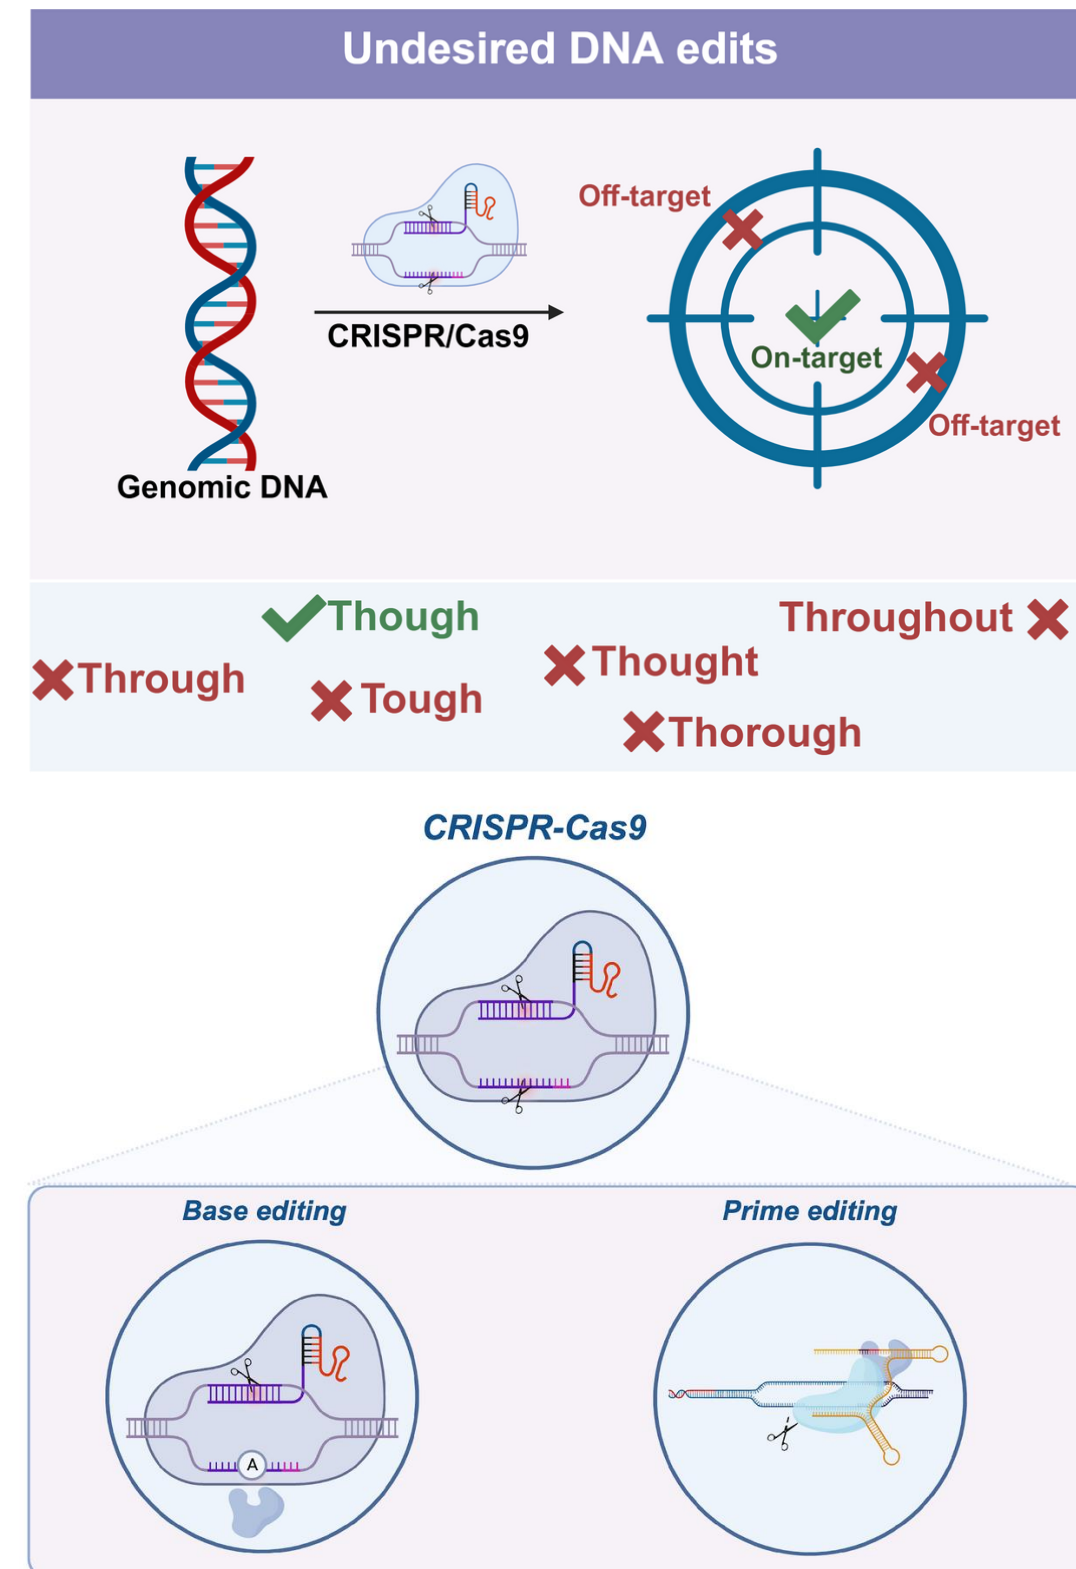 Undesired DNA edits
Off-target
CRISPR/Cas9
On-target
Off-target
Genomic DNA
Though
Throughout
Through
Thought
Tough
Thorough
CRISPR-Cas9
Base editing
Prime editing
A